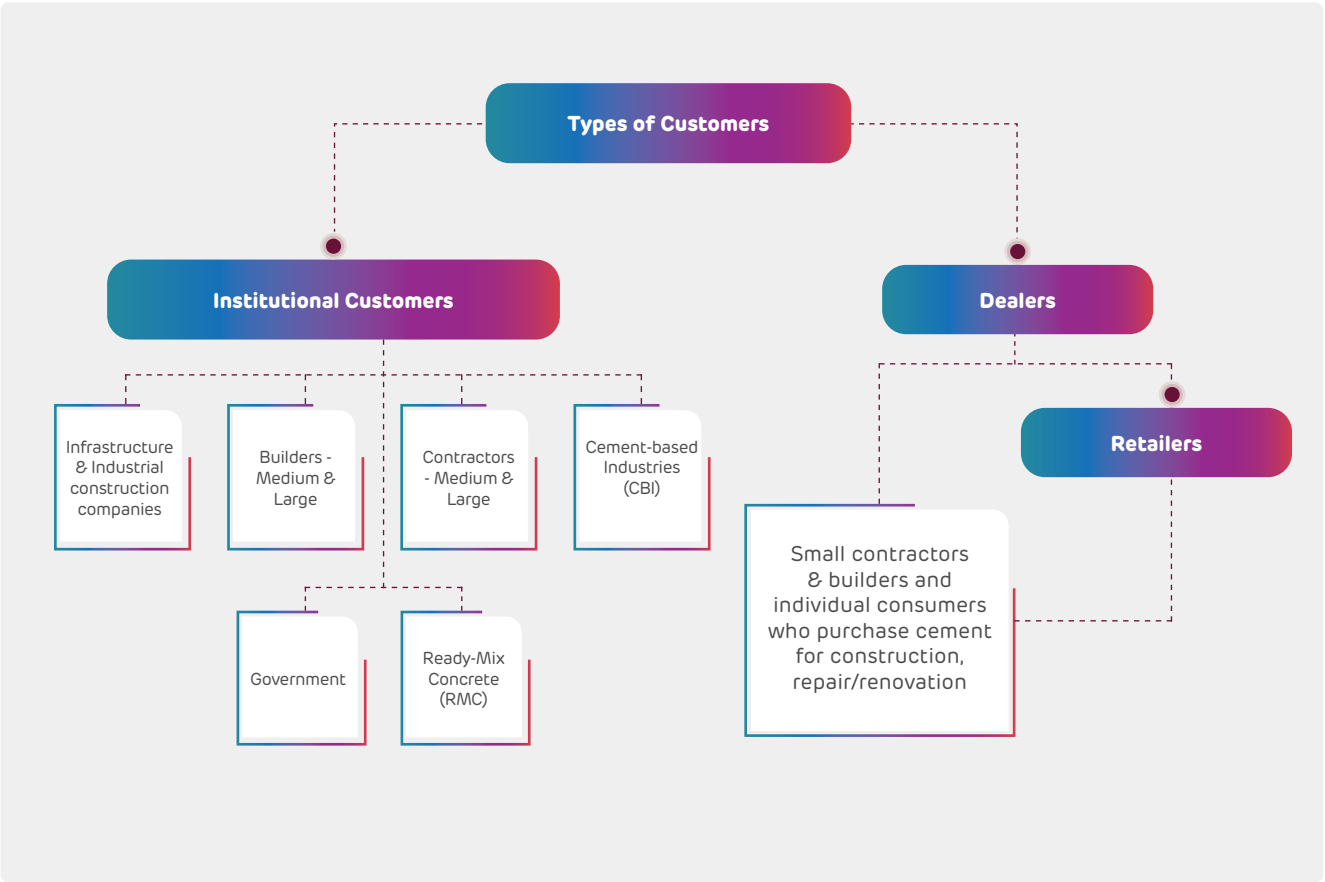 Types of Customers
Institutional Customers
Dealers
Infrastructure
& Industrial
construction
companies
Builders -
Medium &
Large
Contractors
- Medium &
Large
Cement-based
Industries
(CBI)
Retailers
Small contractors
& builders and
individual consumers
who purchase cement
for construction,
repair/renovation
Government
Ready-Mix
Concrete
(RMC)